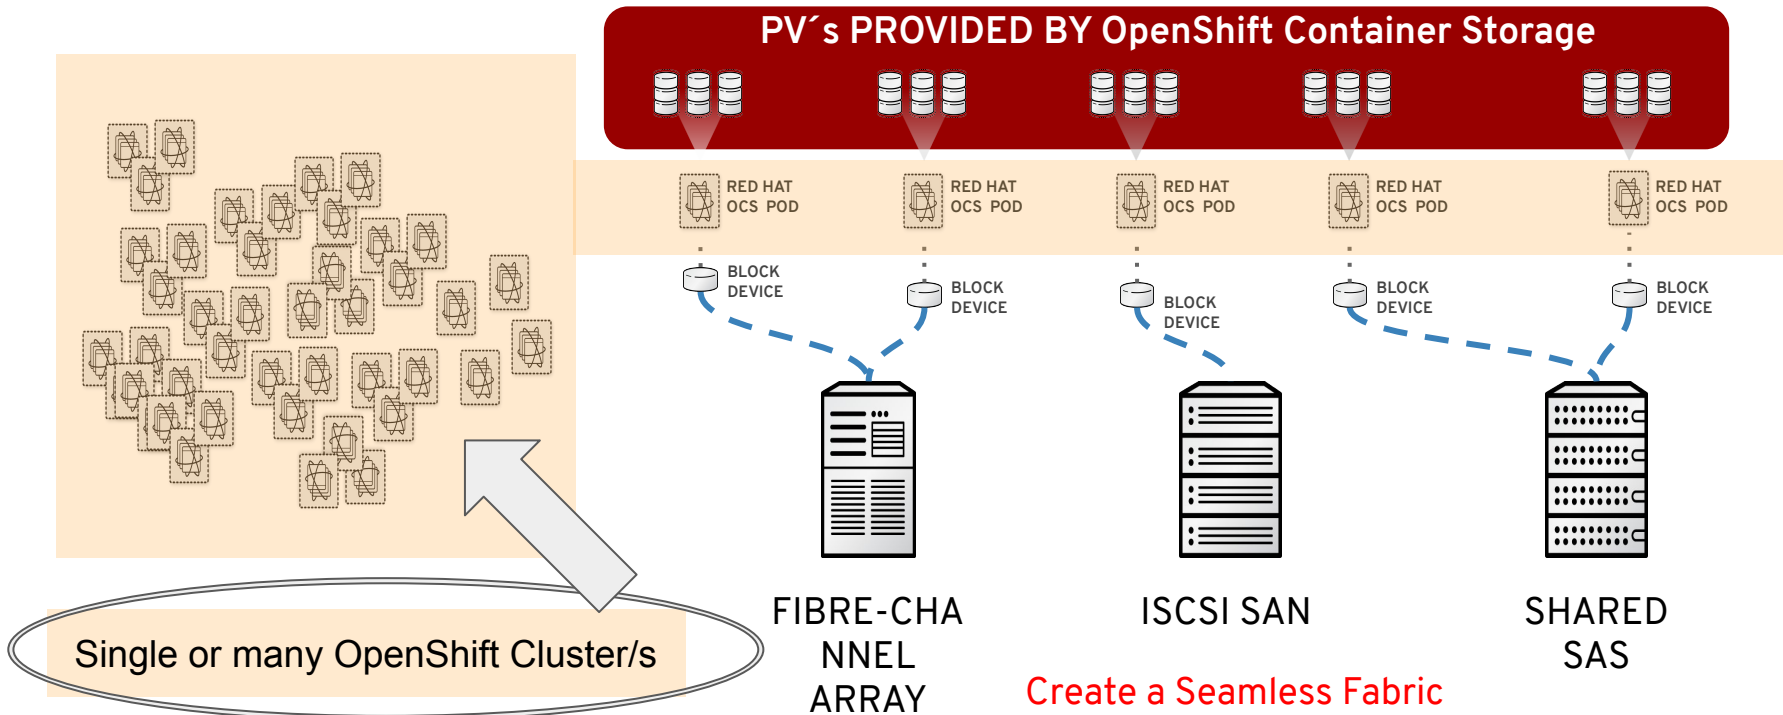 PV´s PROVIDED BY OpenShift Container Storage
RED HAT
OCS POD
RED HAT
OCS POD
RED HAT
OCS POD
RED HAT
OCS POD
RED HAT
OCS POD
BLOCK
DEVICE
BLOCK
DEVICE
BLOCK
DEVICE
BLOCK
DEVICE
BLOCK
DEVICE
FIBRE-CHA
NNEL
ARRAY
ISCSI SAN
SHARED
SAS
Single or many OpenShift Cluster/s
Create a Seamless Fabric